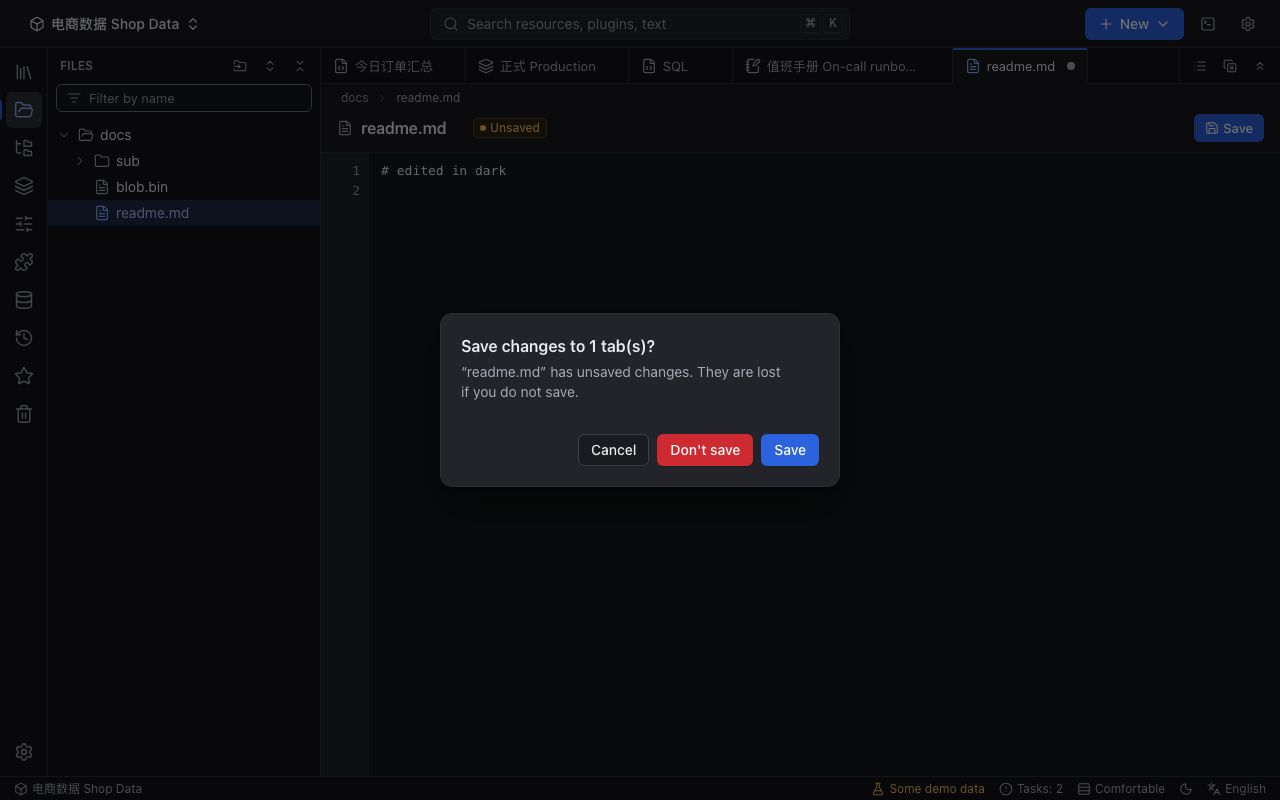 电商数据 Shop Data
Search resources, plugins, text
⌘ K
New
FILES
今日订单汇总
正式 Production
SQL
值班手册 On-call runbo...
readme.md
Filter by name
docs
readme.md
docs
sub
blob.bin
readme.md
readme.md
Unsaved
Save
1 # edited in dark
2
Save changes to 1 tab(s)?
“readme.md” has unsaved changes. They are lost
if you do not save.
Cancel
Don't save
Save
电商数据 Shop Data
Some demo data
Tasks: 2
Comfortable
English